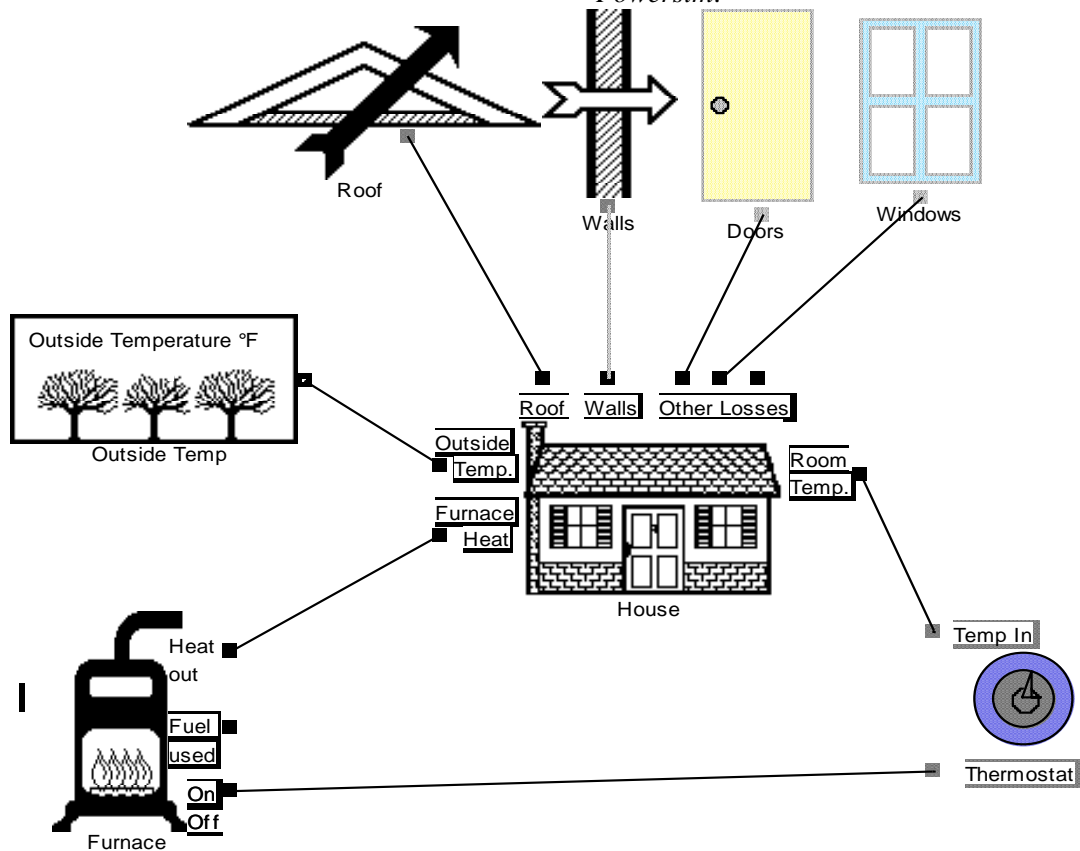 Powersim.
Roof
Walls
Doors
Windows
Outside Temperature °F
Outside Temp
Roof
Walls
Other Losses
Outside
Temp.
Room
Temp.
Furnace
Heat
House
Heat
out
Fuel
used
On
Off
Furnace
Temp In
Thermostat